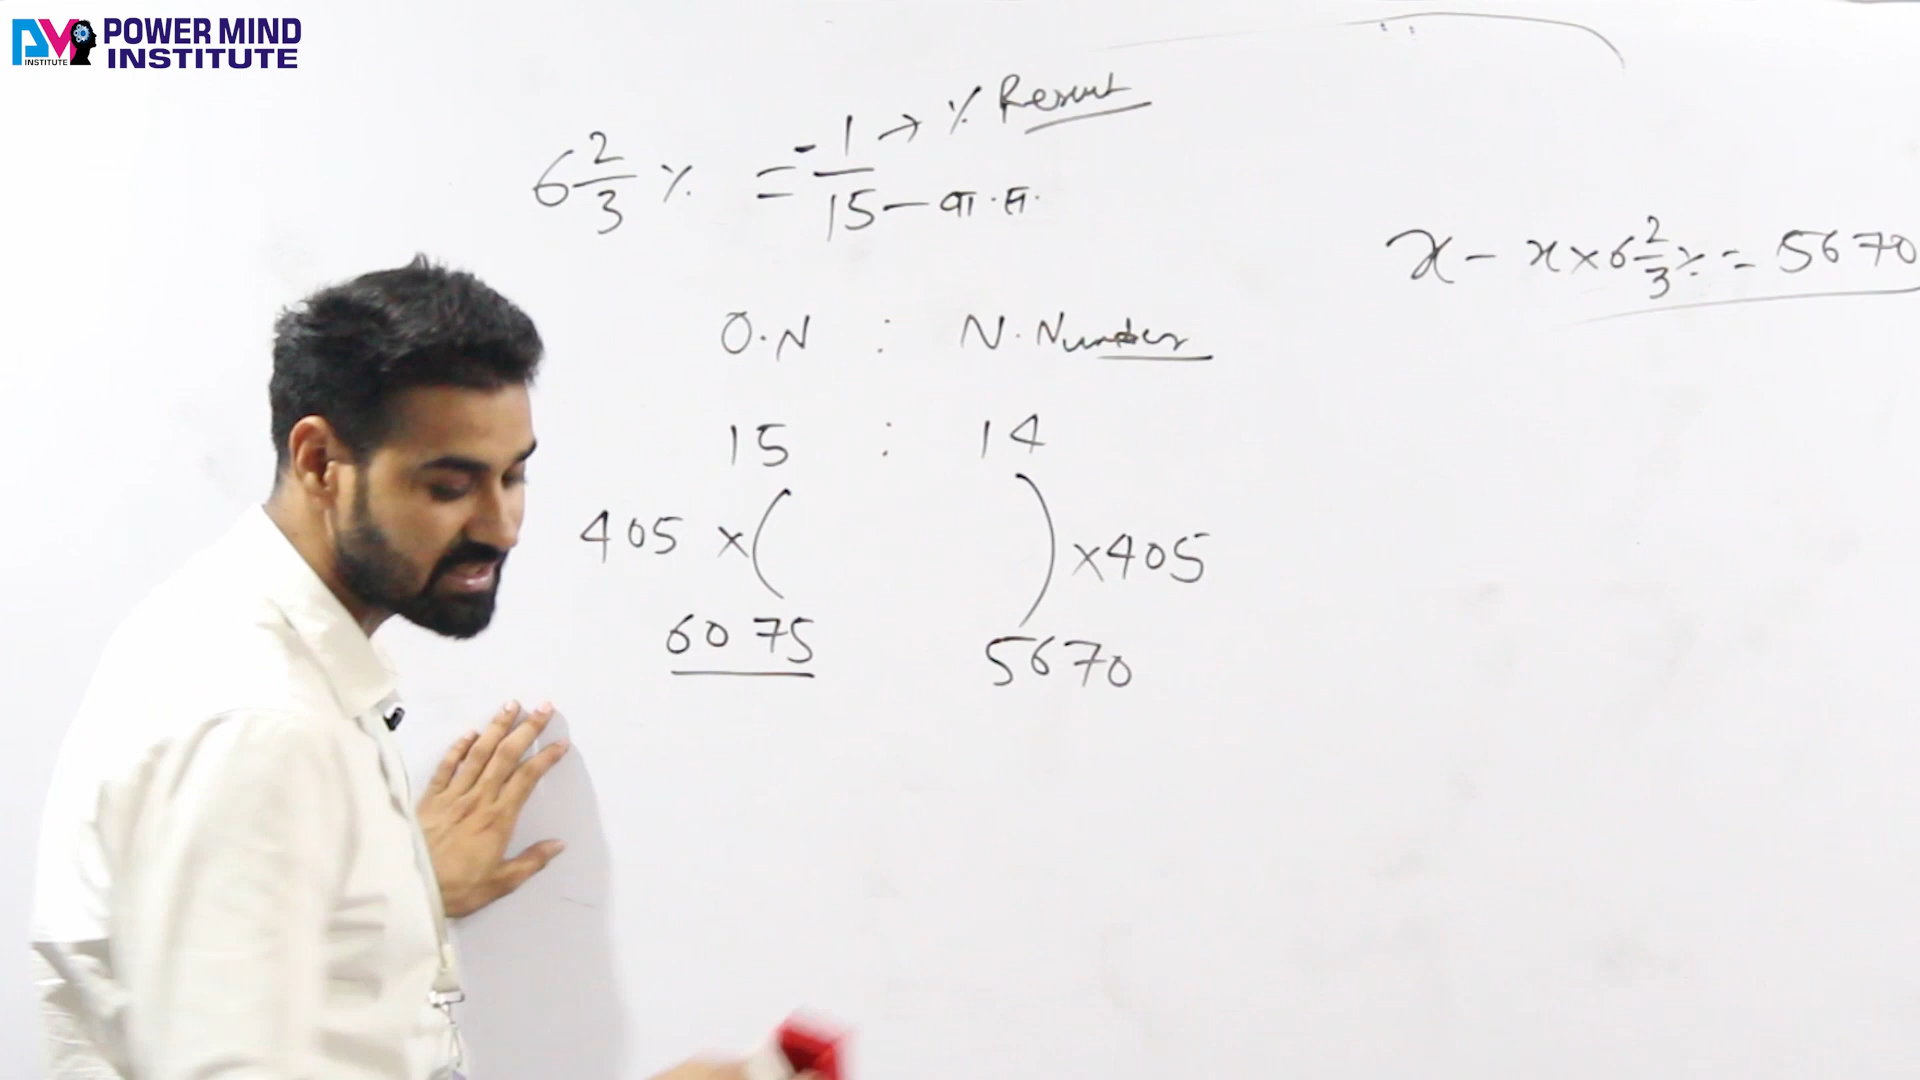 POWER MIND
INSTITUTE
INSTITUTE
6 2/3 % = -1/15 → % Result
15 — वा.सं.
x - x × 6 2/3 % = 5670
O.N : N. Number
15 : 14
405 × ( ) × 405
6075 5670